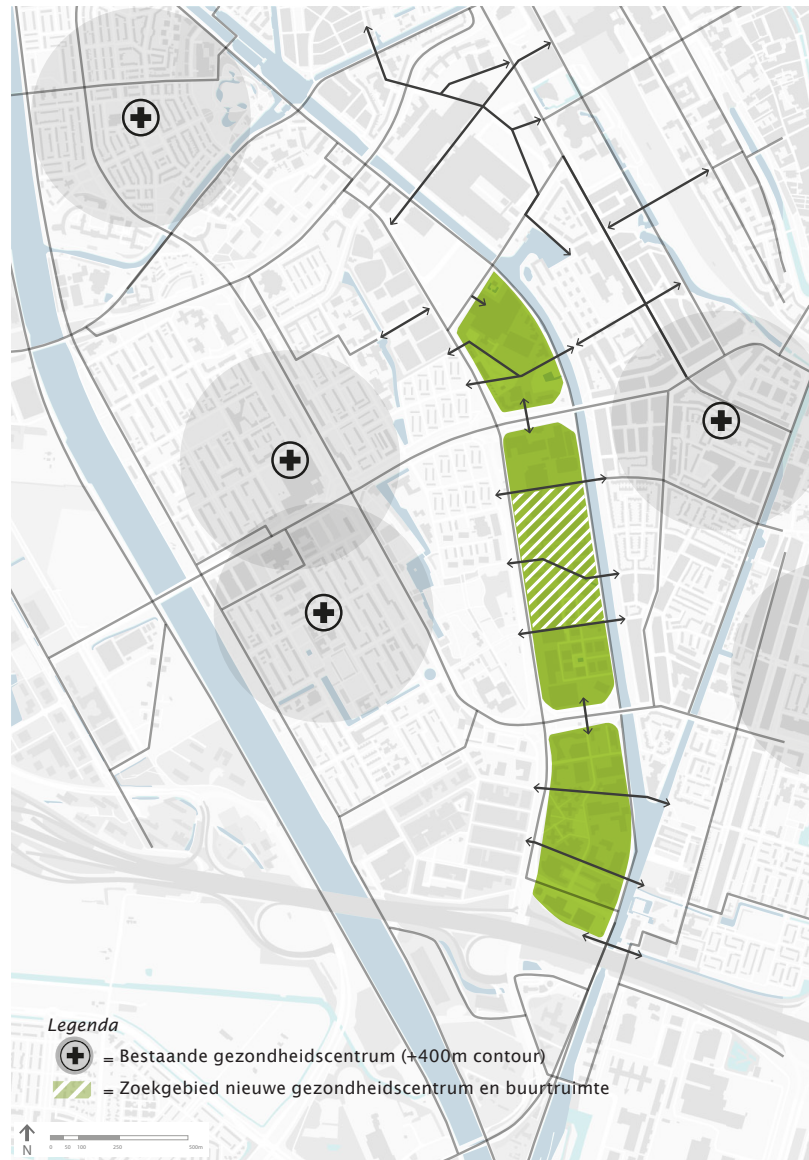 Legenda
= Bestaande gezondheidscentrum (+400m contour)
= Zoekgebied nieuwe gezondheidscentrum en buurtruimte
N
0 50 100 250 500m